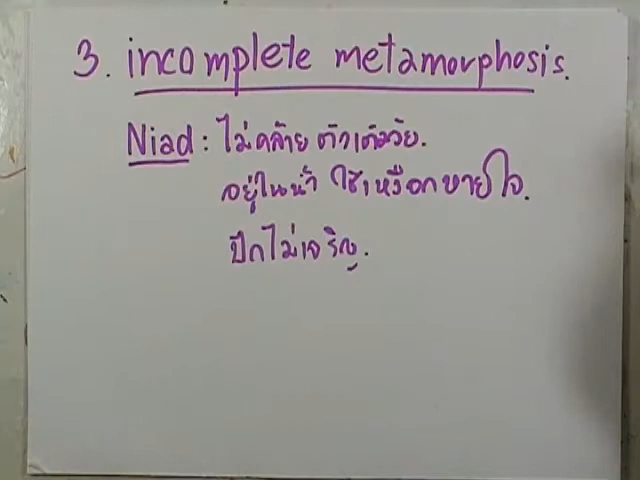 3. incomplete metamorphosis.
Niad : ไม่คล้าย ตัวเต็มวัย.
อยู่ในน้ำ ใช้เหงือกหายใจ.
ปีกไม่เจริญ.